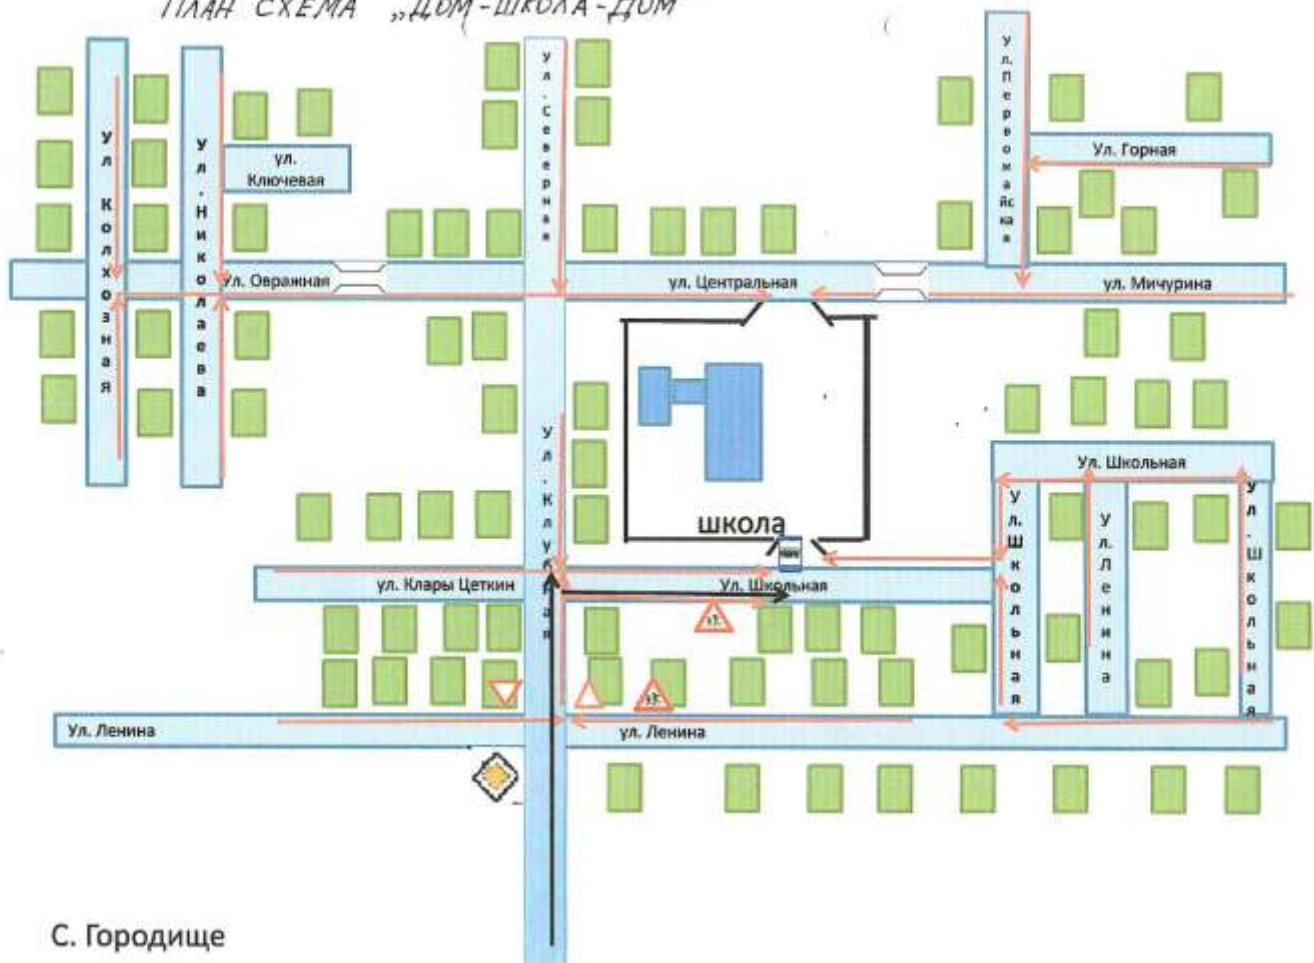 ПЛАН СХЕМА „ДОМ-ШКОЛА-ДОМ"
Ул Колхозная
Ул.Николаева
ул.
Ключевая
Ул.Северная
Ул.Первомайская
Ул. Горная
Ул. Овражная
ул. Центральная
ул. Мичурина
Ул.Клубная
школа
Ул. Школьная
ул. Клары Цеткин
Ул. Школьная
Ул.Школьная
Ул.Ленина
Ул.Школьная
Ул. Ленина
ул. Ленина
С. Городище